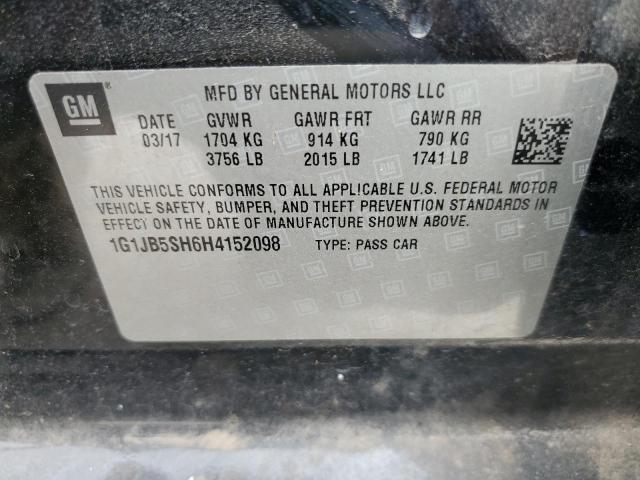 GM ® MFD BY GENERAL MOTORS LLC
DATE GVWR GAWR FRT GAWR RR
03/17 1704 KG 914 KG 790 KG
3756 LB 2015 LB 1741 LB
THIS VEHICLE CONFORMS TO ALL APPLICABLE U.S. FEDERAL MOTOR
VEHICLE SAFETY, BUMPER, AND THEFT PREVENTION STANDARDS IN
EFFECT ON THE DATE OF MANUFACTURE SHOWN ABOVE.
1G1JB5SH6H4152098 TYPE: PASS CAR